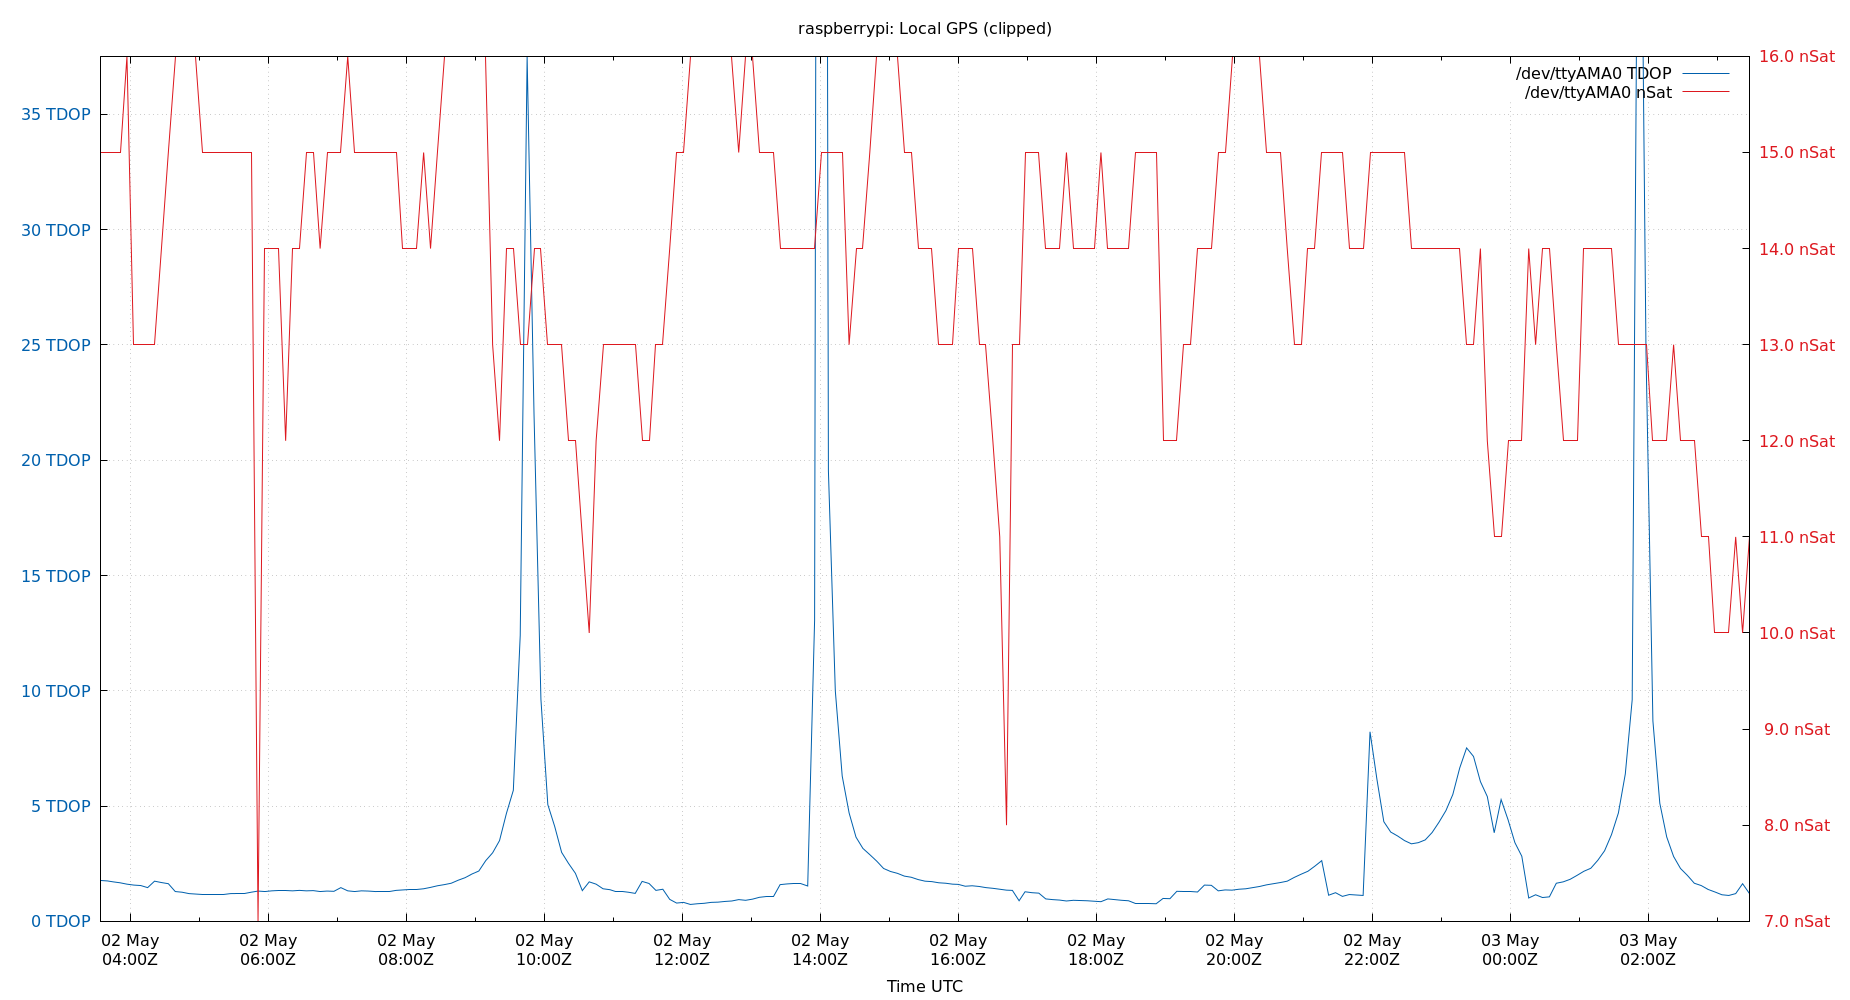 raspberrypi: Local GPS (clipped)
/dev/ttyAMA0 TDOP
/dev/ttyAMA0 nSat
35 TDOP
30 TDOP
25 TDOP
20 TDOP
15 TDOP
10 TDOP
5 TDOP
0 TDOP
16.0 nSat
15.0 nSat
14.0 nSat
13.0 nSat
12.0 nSat
11.0 nSat
10.0 nSat
9.0 nSat
8.0 nSat
7.0 nSat
02 May
04:00Z
02 May
06:00Z
02 May
08:00Z
02 May
10:00Z
02 May
12:00Z
02 May
14:00Z
02 May
16:00Z
02 May
18:00Z
02 May
20:00Z
02 May
22:00Z
03 May
00:00Z
03 May
02:00Z
Time UTC